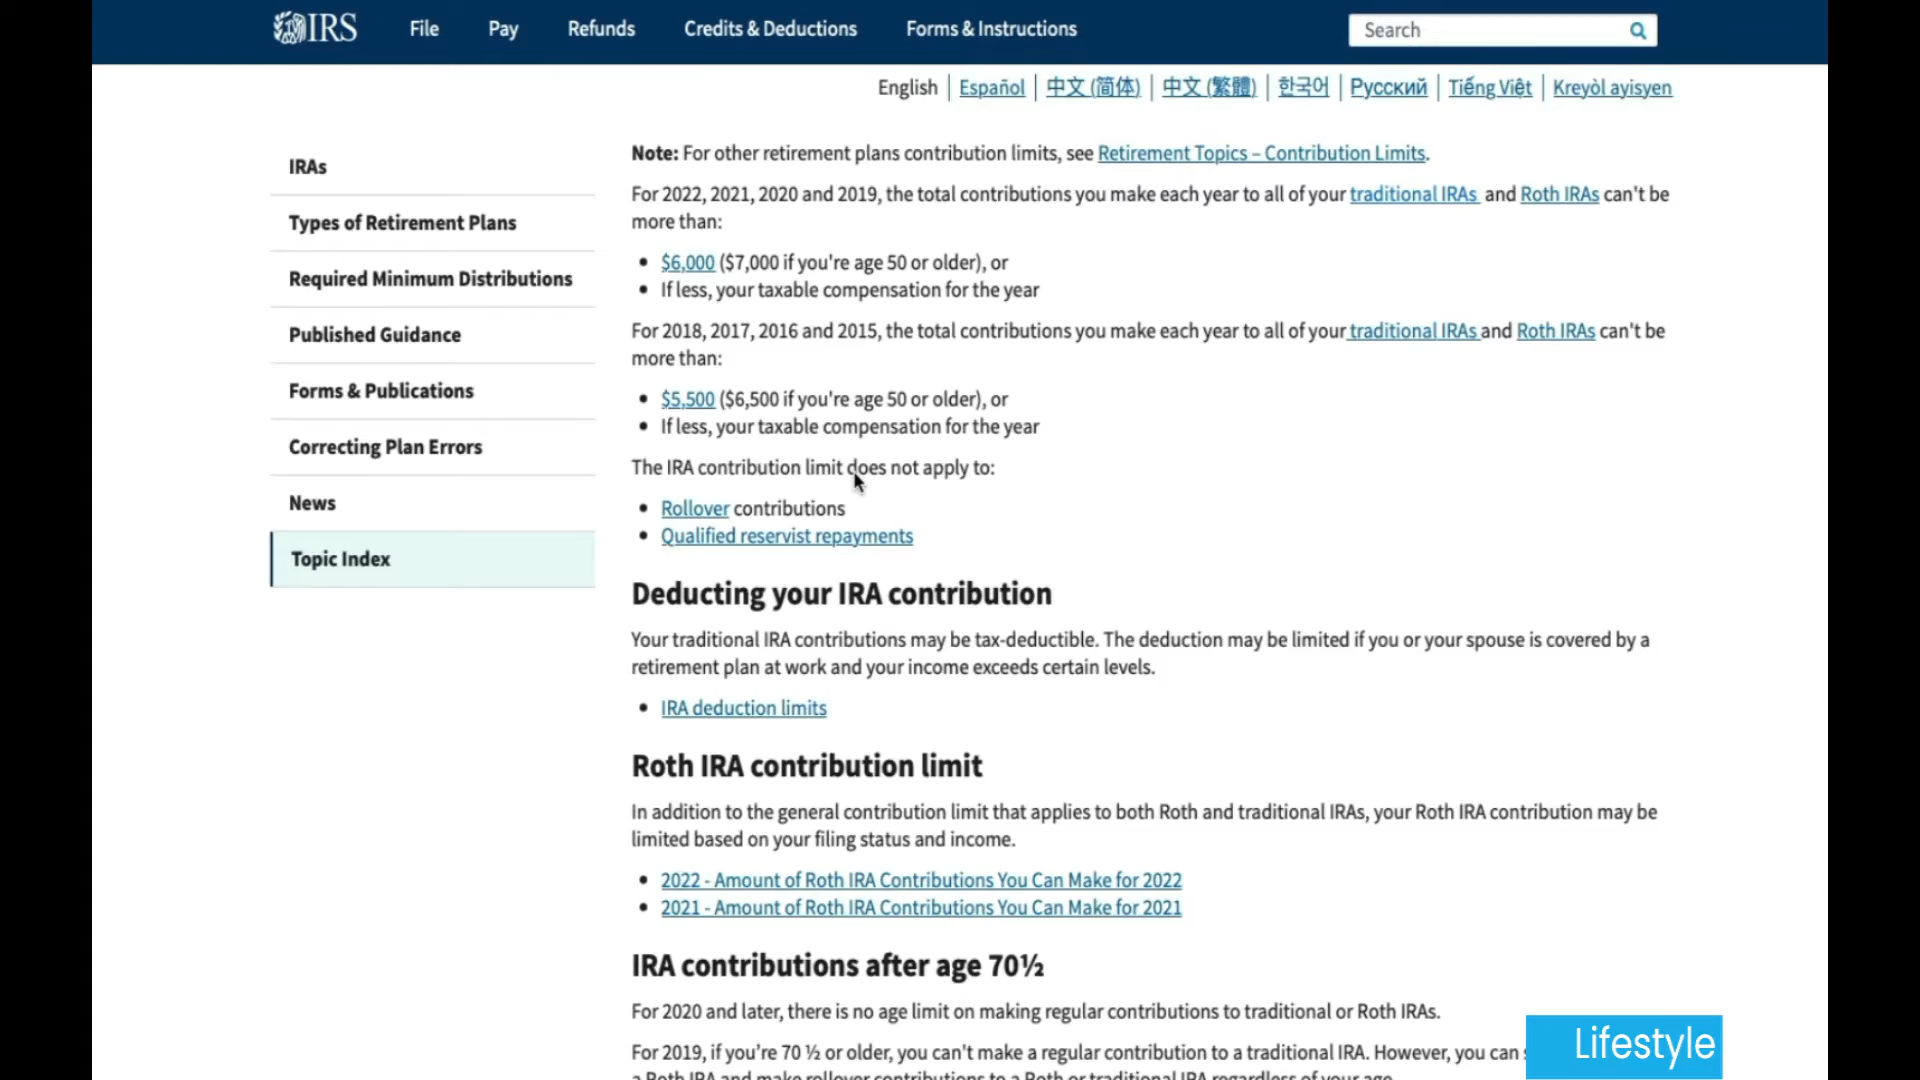 IRS File Pay Refunds Credits & Deductions Forms & Instructions Search
English Español 中文 (简体) 中文 (繁體) 한국어 Русский Tiếng Việt Kreyòl ayisyen
IRAs
Types of Retirement Plans
Required Minimum Distributions
Published Guidance
Forms & Publications
Correcting Plan Errors
News
Topic Index
Note: For other retirement plans contribution limits, see Retirement Topics – Contribution Limits.
For 2022, 2021, 2020 and 2019, the total contributions you make each year to all of your traditional IRAs and Roth IRAs can't be
more than:
$6,000 ($7,000 if you're age 50 or older), or
If less, your taxable compensation for the year
For 2018, 2017, 2016 and 2015, the total contributions you make each year to all of your traditional IRAs and Roth IRAs can't be
more than:
$5,500 ($6,500 if you're age 50 or older), or
If less, your taxable compensation for the year
The IRA contribution limit does not apply to:
Rollover contributions
Qualified reservist repayments
Deducting your IRA contribution
Your traditional IRA contributions may be tax-deductible. The deduction may be limited if you or your spouse is covered by a
retirement plan at work and your income exceeds certain levels.
IRA deduction limits
Roth IRA contribution limit
In addition to the general contribution limit that applies to both Roth and traditional IRAs, your Roth IRA contribution may be
limited based on your filing status and income.
2022 - Amount of Roth IRA Contributions You Can Make for 2022
2021 - Amount of Roth IRA Contributions You Can Make for 2021
IRA contributions after age 70½
For 2020 and later, there is no age limit on making regular contributions to traditional or Roth IRAs.
For 2019, if you're 70 ½ or older, you can't make a regular contribution to a traditional IRA. However, you can
a Roth IRA and make rollover contributions to a Roth or traditional IRA regardless of your age.
Lifestyle